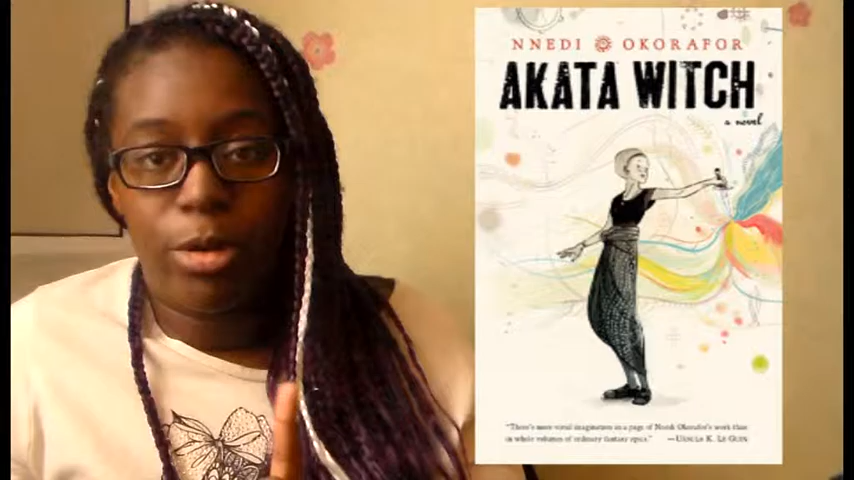 NNEDI OKORAFOR
AKATA WITCH
a novel
"There's more vivid imagination in a page of Nnedi Okorafor's work than
in whole volumes of ordinary fantasy epics." —URSULA K. LE GUIN